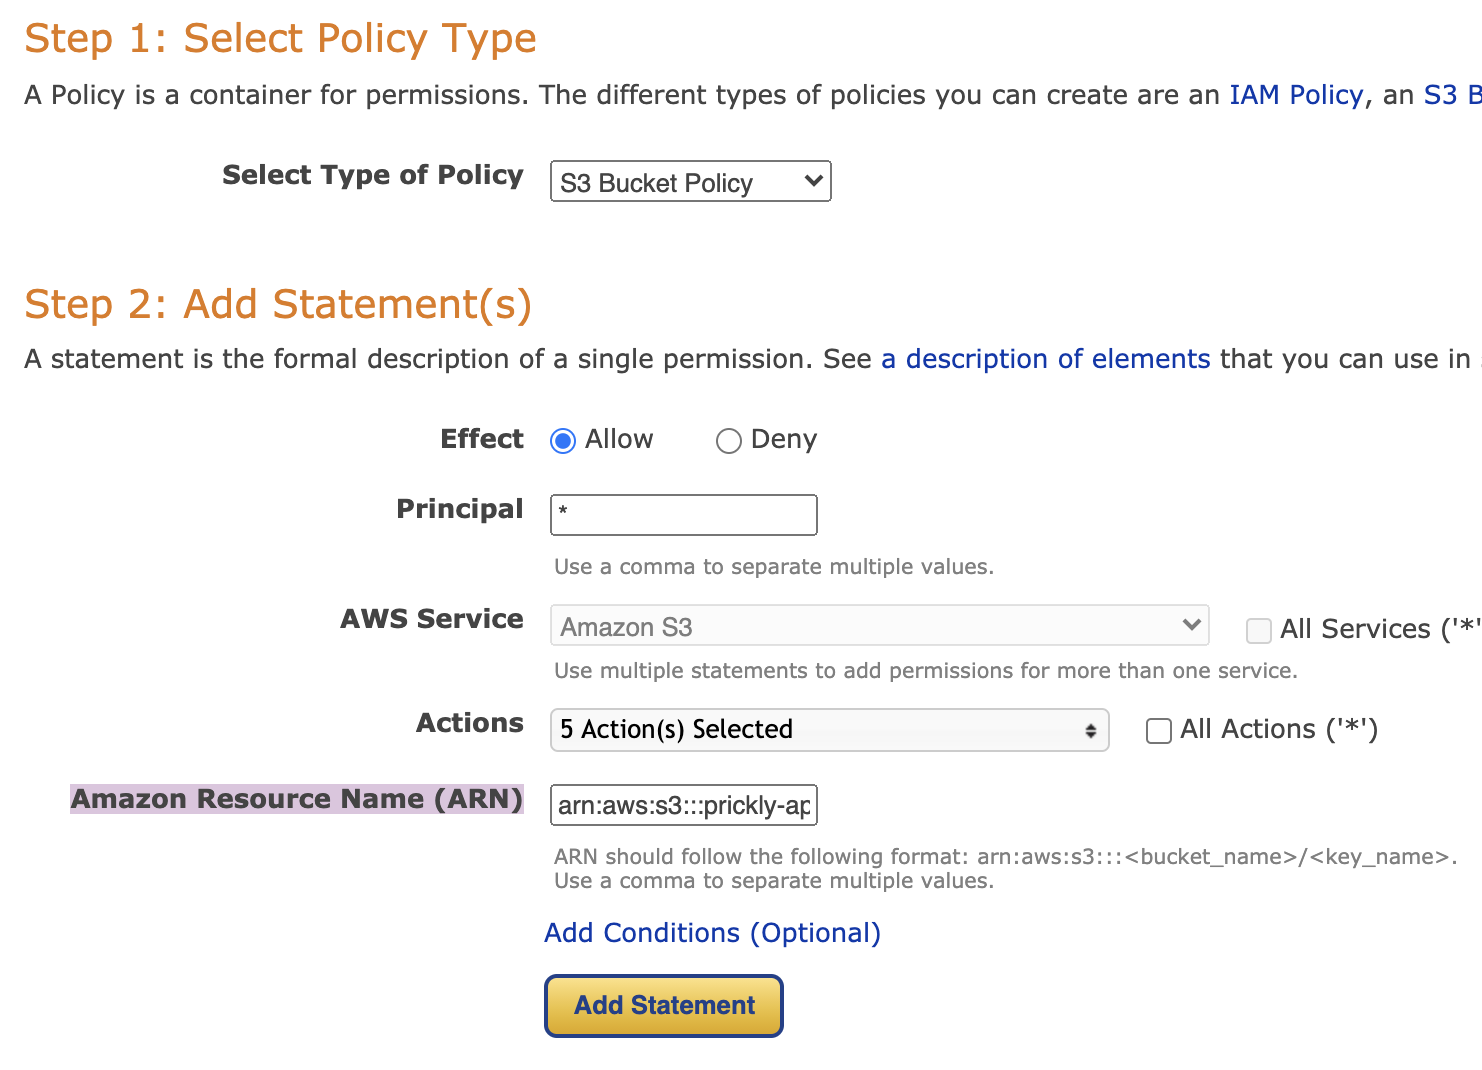 Step 1: Select Policy Type
A Policy is a container for permissions. The different types of policies you can create are an IAM Policy, an S3 B
Select Type of Policy S3 Bucket Policy
Step 2: Add Statement(s)
A statement is the formal description of a single permission. See a description of elements that you can use in
Effect Allow Deny
Principal *
Use a comma to separate multiple values.
AWS Service Amazon S3 All Services ('*'
Use multiple statements to add permissions for more than one service.
Actions 5 Action(s) Selected All Actions ('*')
Amazon Resource Name (ARN) arn:aws:s3:::prickly-ap
ARN should follow the following format: arn:aws:s3:::<bucket_name>/<key_name>.
Use a comma to separate multiple values.
Add Conditions (Optional)
Add Statement